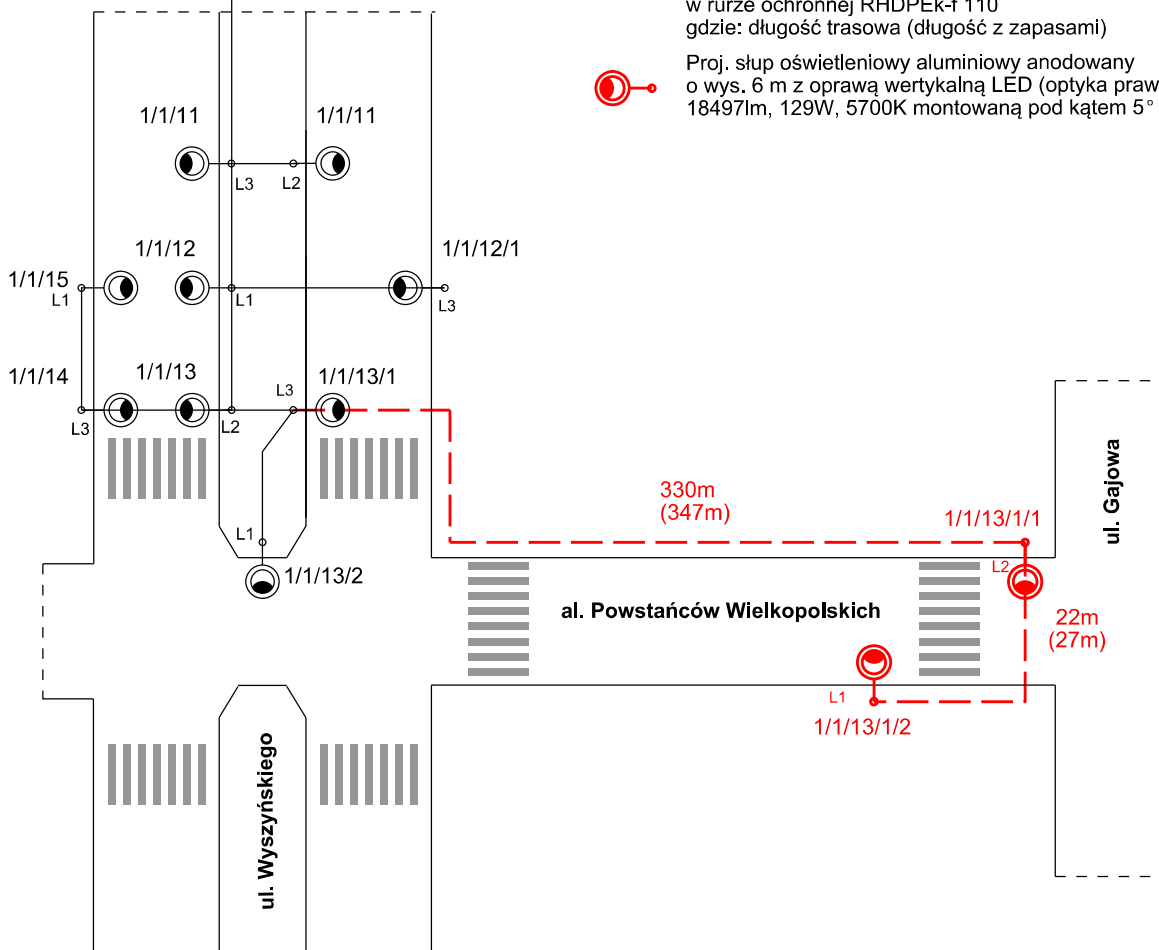 w rurze ochronnej RHDPEk-f 110
gdzie: długość trasowa (długość z zapasami)
Proj. słup oświetleniowy aluminiowy anodowany
o wys. 6 m z oprawą wertykalną LED (optyka praw
18497lm, 129W, 5700K montowaną pod kątem 5°
1/1/11
1/1/11
L3
L2
1/1/12
1/1/12/1
1/1/15
L1
L1
L3
1/1/14
1/1/13
L3
1/1/13/1
L3
L2
330m
(347m)
1/1/13/1/1
ul. Gajowa
L1
1/1/13/2
L2
al. Powstańców Wielkopolskich
22m
(27m)
L1
1/1/13/1/2
ul. Wyszyńskiego